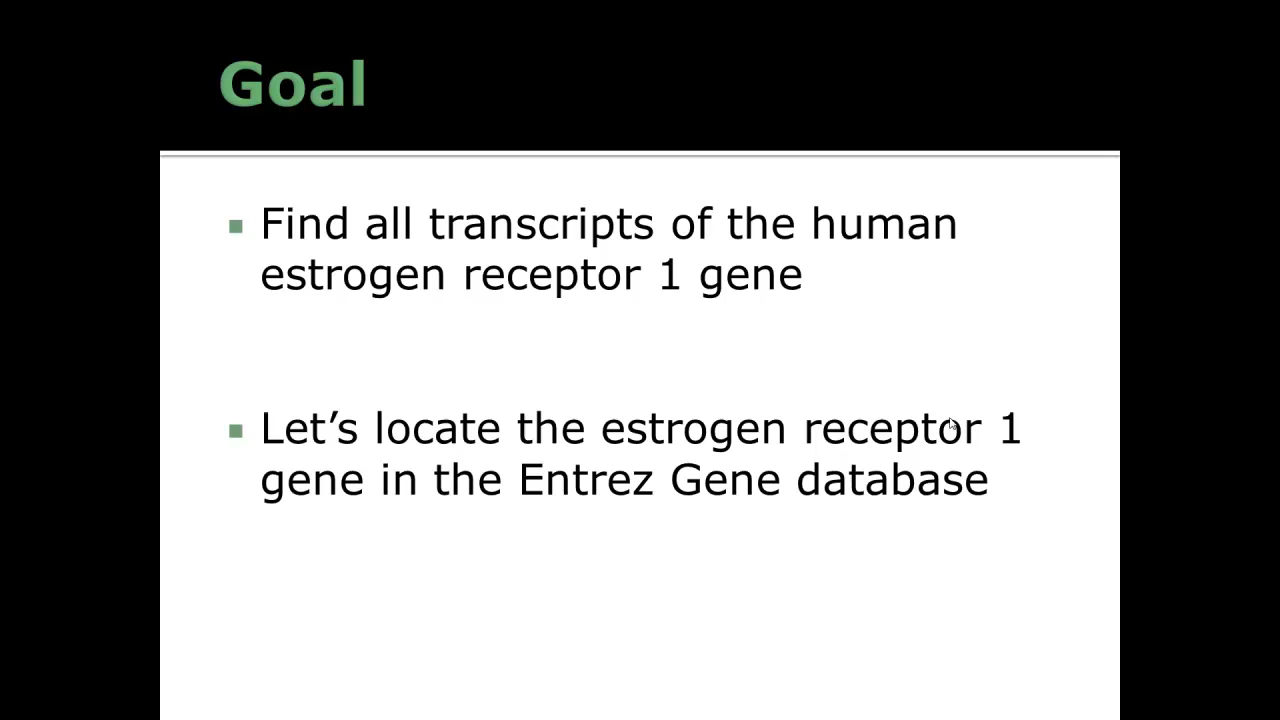 Goal
Find all transcripts of the human
estrogen receptor 1 gene
Let’s locate the estrogen receptor 1
gene in the Entrez Gene database